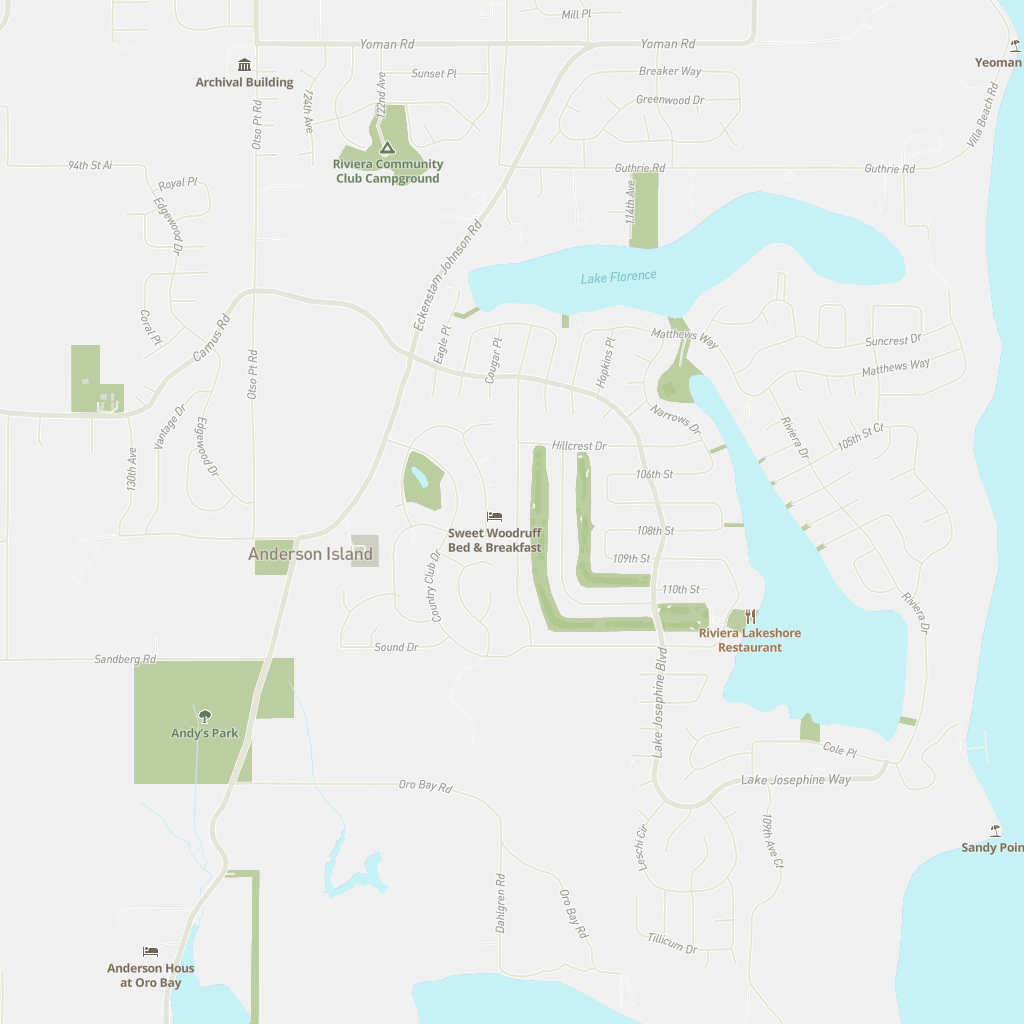 Mill Pl
Yoman Rd
Yoman Rd
Yeoman
Archival Building
Sunset Pl
Breaker Way
122nd Ave
124th Ave
Otso Pt Rd
Greenwood Dr
Villa Beach Rd
94th St Ai
Riviera Community
Club Campground
Guthrie Rd
Guthrie Rd
Royal Pl
Edgewood Dr
114th Ave
Eckenstam Johnson Rd
Lake Florence
Coral Pl
Camus Rd
Eagle Pl
Cougar Pl
Hopkins Pl
Matthews Way
Suncrest Dr
Matthews Way
Otso Pt Rd
Vantage Dr
Edgewood Dr
130th Ave
Narrows Dr
Riviera Dr
105th St Ct
Hillcrest Dr
106th St
Sweet Woodruff
Bed & Breakfast
108th St
Anderson Island
109th St
Country Club Dr
110th St
Riviera Dr
Riviera Lakeshore
Restaurant
Sound Dr
Sandberg Rd
Lake Josephine Blvd
Andy's Park
Cole Pl
Oro Bay Rd
Lake Josephine Way
Leschi Cir
109th Ave Ct
Sandy Poin
Dahlgren Rd
Oro Bay Rd
Tillicum Dr
Anderson Hous
at Oro Bay